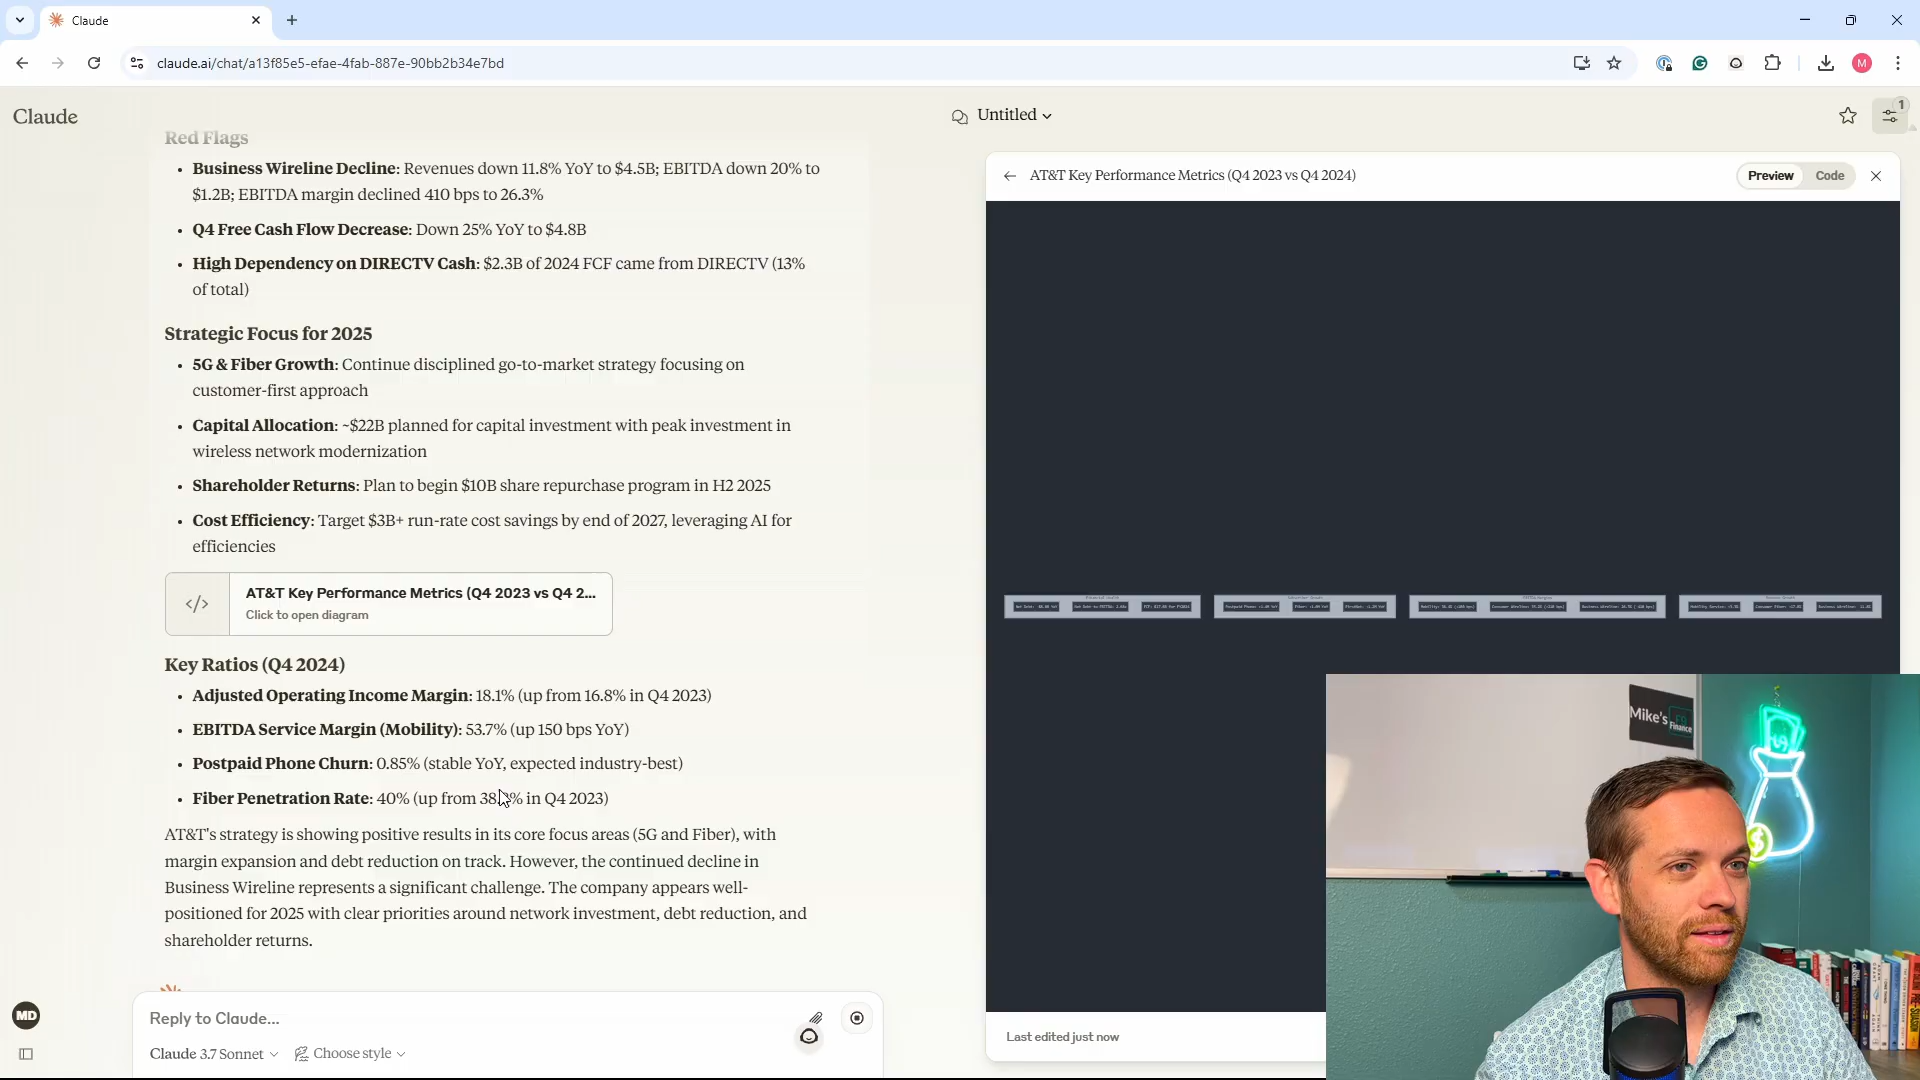 Claude
claude.ai/chat/a13f85e5-efae-4fab-887e-90bb2b34e7bd
M
Claude
Untitled
1
Red Flags
• Business Wireline Decline: Revenues down 11.8% YoY to $4.5B; EBITDA down 20% to
$1.2B; EBITDA margin declined 410 bps to 26.3%
• Q4 Free Cash Flow Decrease: Down 25% YoY to $4.8B
• High Dependency on DIRECTV Cash: $2.3B of 2024 FCF came from DIRECTV (13%
of total)
Strategic Focus for 2025
• 5G & Fiber Growth: Continue disciplined go-to-market strategy focusing on
customer-first approach
• Capital Allocation: ~$22B planned for capital investment with peak investment in
wireless network modernization
• Shareholder Returns: Plan to begin $10B share repurchase program in H2 2025
• Cost Efficiency: Target $3B+ run-rate cost savings by end of 2027, leveraging AI for
efficiencies
</> AT&T Key Performance Metrics (Q4 2023 vs Q4 2...
Click to open diagram
Key Ratios (Q4 2024)
• Adjusted Operating Income Margin: 18.1% (up from 16.8% in Q4 2023)
• EBITDA Service Margin (Mobility): 53.7% (up 150 bps YoY)
• Postpaid Phone Churn: 0.85% (stable YoY, expected industry-best)
• Fiber Penetration Rate: 40% (up from in Q4 2023)
AT&T's strategy is showing positive results in its core focus areas (5G and Fiber), with
margin expansion and debt reduction on track. However, the continued decline in
Business Wireline represents a significant challenge. The company appears well-
positioned for 2025 with clear priorities around network investment, debt reduction, and
shareholder returns.
MD
Reply to Claude...
Claude 3.7 Sonnet
Choose style
AT&T Key Performance Metrics (Q4 2023 vs Q4 2024)
Preview
Code
Last edited just now
Mike's
Finance